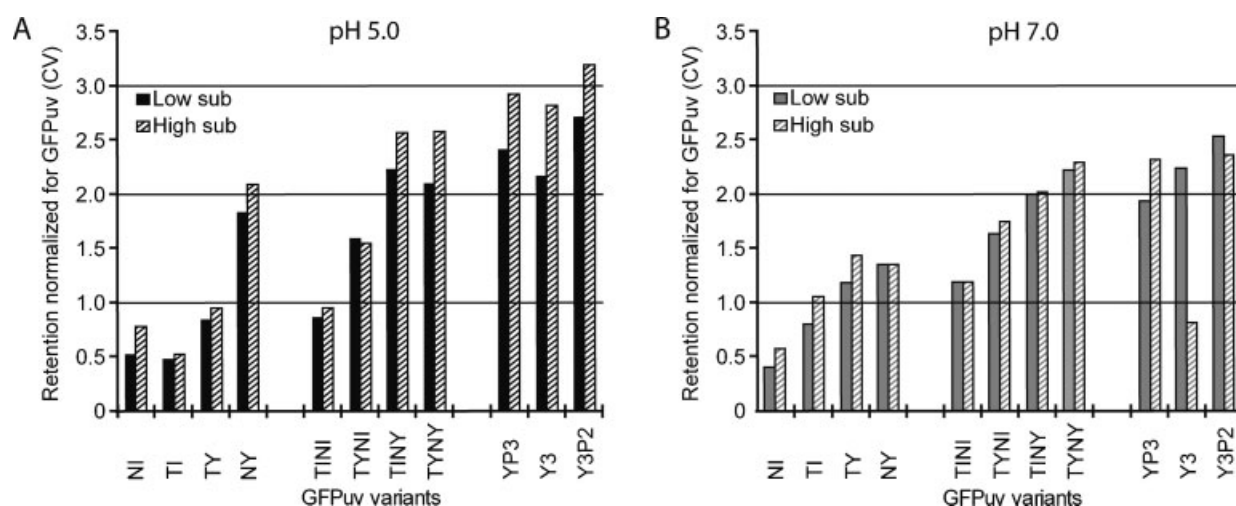 A
pH 5.0
Retention normalized for GFPuv (CV)
3.5
3.0
2.5
2.0
1.5
1.0
0.5
0
Low sub
High sub
NI
TI
TY
NY
TINI
TYNI
TINY
TYNY
YP3
Y3
Y3P2
GFPuv variants
B
pH 7.0
Retention normalized for GFPuv (CV)
3.5
3.0
2.5
2.0
1.5
1.0
0.5
0
Low sub
High sub
NI
TI
TY
NY
TINI
TYNI
TINY
TYNY
YP3
Y3
Y3P2
GFPuv variants